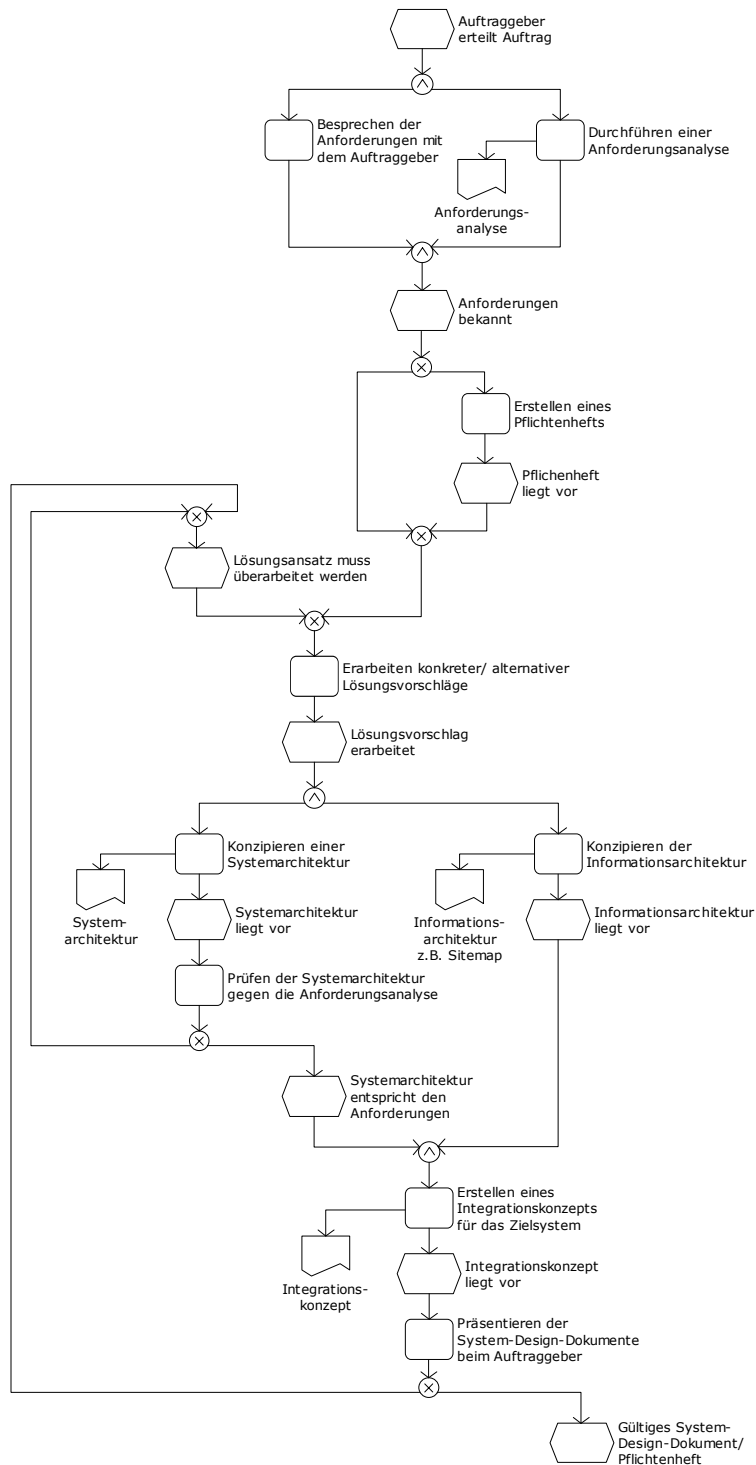 Auftraggeber
erteilt Auftrag
Besprechen der
Anforderungen mit
dem Auftraggeber
Durchführen einer
Anforderungsanalyse
Anforderungs-
analyse
Anforderungen
bekannt
Erstellen eines
Pflichtenhefts
Pflichenheft
liegt vor
Lösungsansatz muss
überarbeitet werden
Erarbeiten konkreter/ alternativer
Lösungsvorschläge
Lösungsvorschlag
erarbeitet
Konzipieren einer
Systemarchitektur
Konzipieren der
Informationsarchitektur
System-
architektur
Systemarchitektur
liegt vor
Informations-
architektur
z.B. Sitemap
Informationsarchitektur
liegt vor
Prüfen der Systemarchitektur
gegen die Anforderungsanalyse
Systemarchitektur
entspricht den
Anforderungen
Erstellen eines
Integrationskonzepts
für das Zielsystem
Integrations-
konzept
Integrationskonzept
liegt vor
Präsentieren der
System-Design-Dokumente
beim Auftraggeber
Gültiges System-
Design-Dokument/
Pflichtenheft